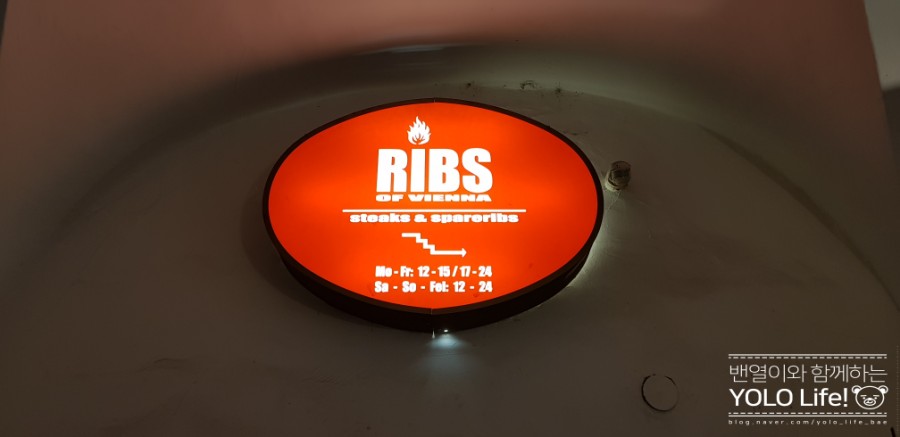 RIBS
OF VIENNA
steaks & spareribs
Mo - Fr: 12 - 15 / 17 - 24
Sa - So - Fei: 12 - 24
밴열이와 함께하는
YOLO Life!
blog.naver.com/yolo_life_bae